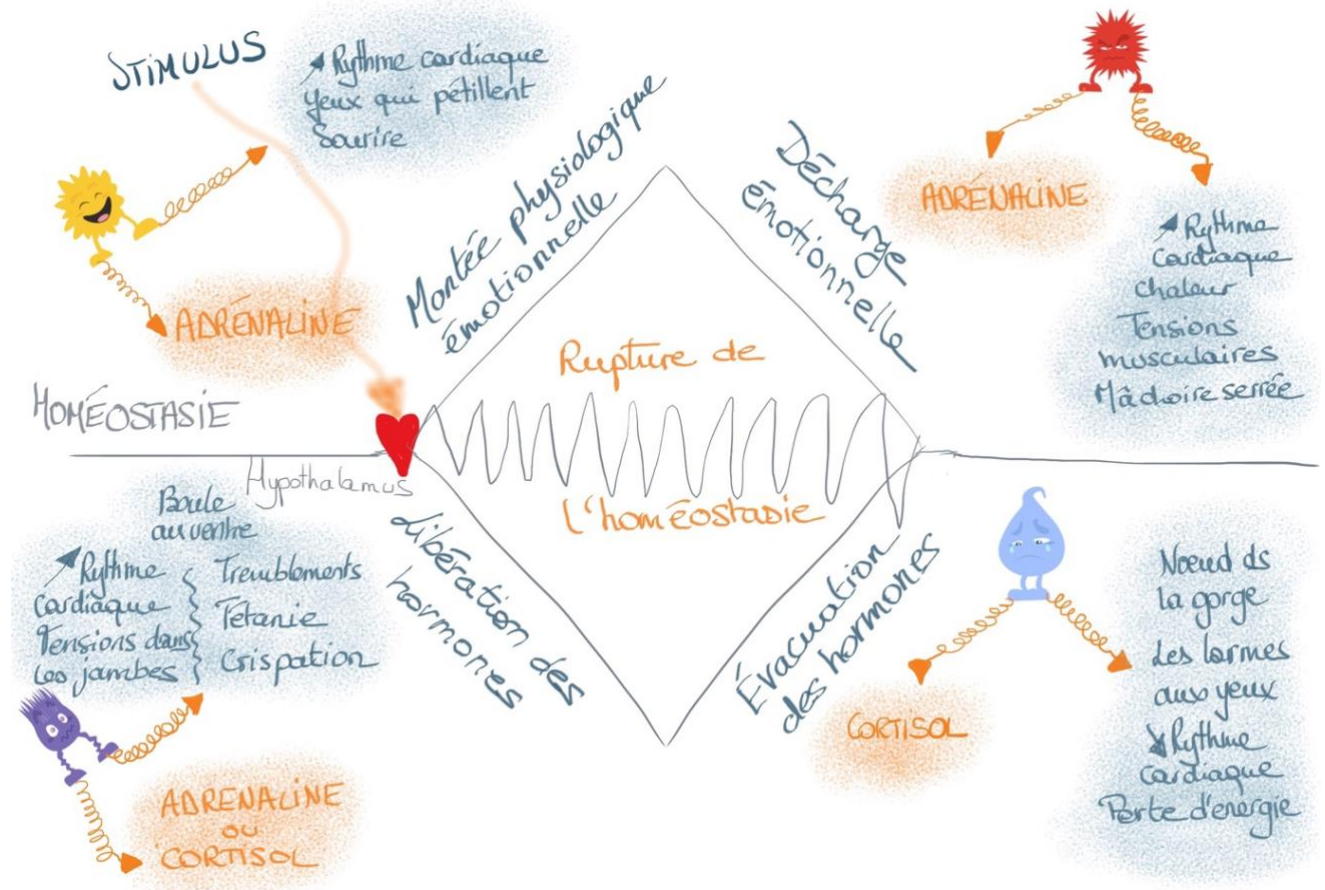 STIMULUS
↗ Rythme cardiaque
Yeux qui pétillent
Sourire
ADRÉNALINE
Montée physiologique
émotionnelle
Décharge
émotionnelle
ADRÉNALINE
↗ Rythme
cardiaque
Chaleur
Tensions
musculaires
Mâchoire serrée
HOMÉOSTASIE
Hypothalamus
Rupture de
l'homéostasie
Boule
au ventre
↗ Rythme
cardiaque
Tensions dans
les jambes
Tremblements
Tétanie
Crispation
ADRENALINE
OU
CORTISOL
Libération des
hormones
Évacuation
des hormones
CORTISOL
Noeud ds
la gorge
Les larmes
aux yeux
↘ Rythme
cardiaque
Perte d'énergie